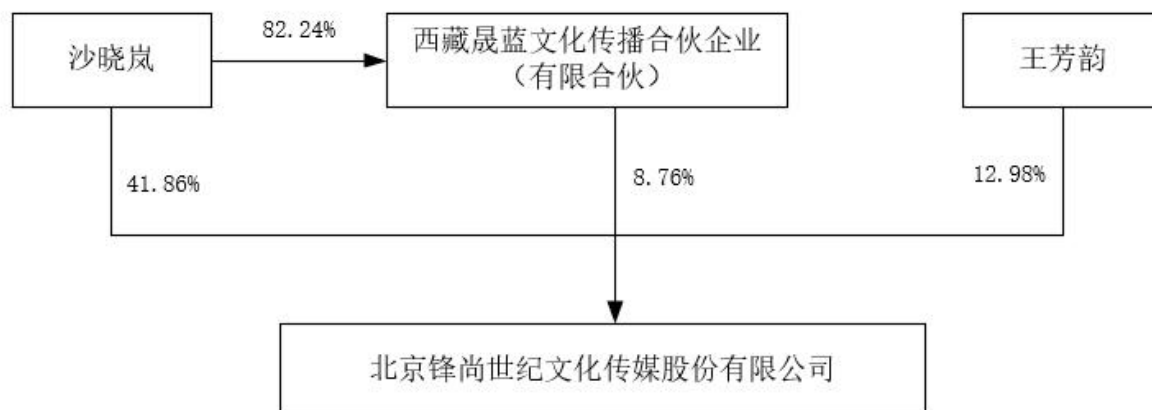 82.24%
沙晓岚
西藏晟蓝文化传播合伙企业
（有限合伙）
王芳韵
41.86%
8.76%
12.98%
北京锋尚世纪文化传媒股份有限公司